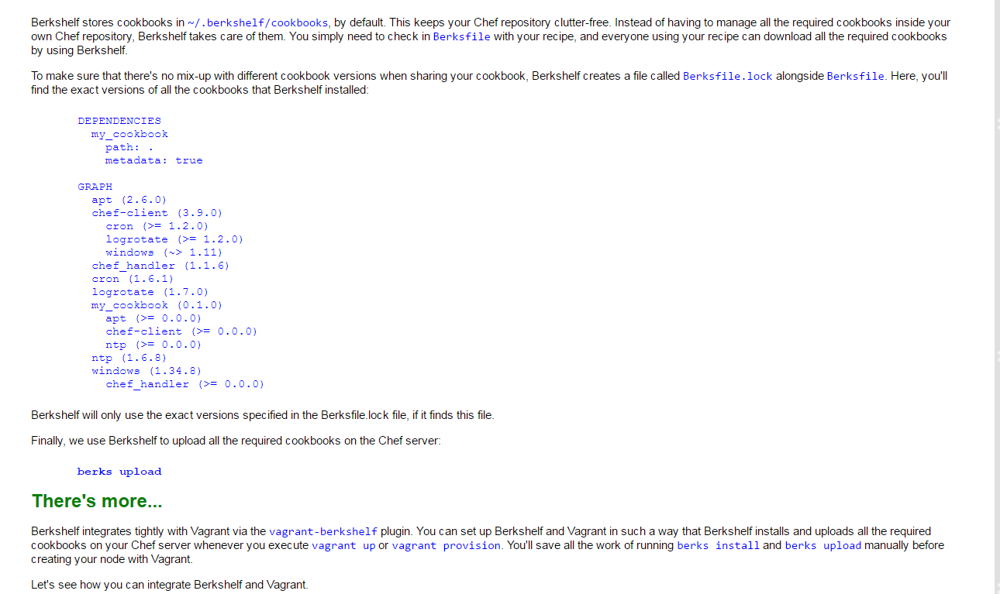 Berkshelf stores cookbooks in ~/.berkshelf/cookbooks, by default. This keeps your Chef repository clutter-free. Instead of having to manage all the required cookbooks inside your
own Chef repository, Berkshelf takes care of them. You simply need to check in Berksfile with your recipe, and everyone using your recipe can download all the required cookbooks
by using Berkshelf.
To make sure that there's no mix-up with different cookbook versions when sharing your cookbook, Berkshelf creates a file called Berksfile.lock alongside Berksfile. Here, you'll
find the exact versions of all the cookbooks that Berkshelf installed:
DEPENDENCIES
  my_cookbook
    path: .
    metadata: true
GRAPH
  apt (2.6.0)
  chef-client (3.9.0)
    cron (>= 1.2.0)
    logrotate (>= 1.2.0)
    windows (~> 1.11)
  chef_handler (1.1.6)
  cron (1.6.1)
  logrotate (1.7.0)
  my_cookbook (0.1.0)
    apt (>= 0.0.0)
    chef-client (>= 0.0.0)
    ntp (>= 0.0.0)
  ntp (1.6.8)
  windows (1.34.8)
    chef_handler (>= 0.0.0)
Berkshelf will only use the exact versions specified in the Berksfile.lock file, if it finds this file.
Finally, we use Berkshelf to upload all the required cookbooks on the Chef server:
berks upload
There's more...
Berkshelf integrates tightly with Vagrant via the vagrant-berkshelf plugin. You can set up Berkshelf and Vagrant in such a way that Berkshelf installs and uploads all the required
cookbooks on your Chef server whenever you execute vagrant up or vagrant provision. You'll save all the work of running berks install and berks upload manually before
creating your node with Vagrant.
Let's see how you can integrate Berkshelf and Vagrant.